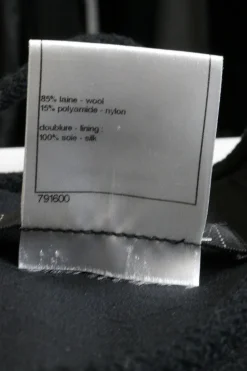 85% laine - wool
15% polyamide - nylon
doublure - lining :
100% soie - silk
791600